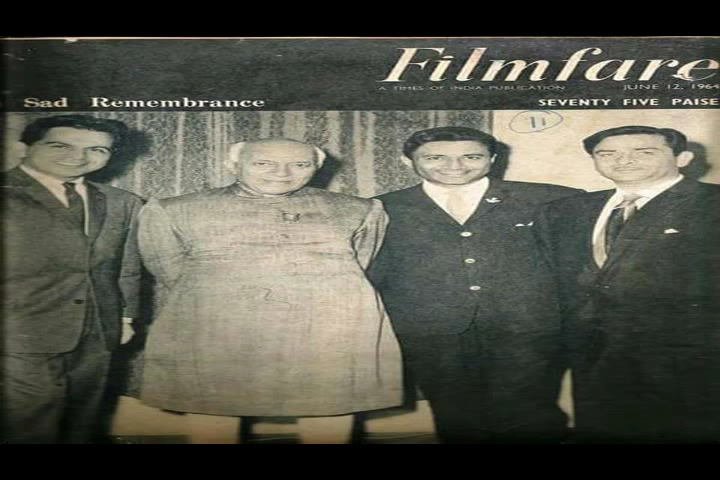 Filmfare
A TIMES OF INDIA PUBLICATION JUNE 12, 1964
Sad Remembrance SEVENTY FIVE PAISE
11